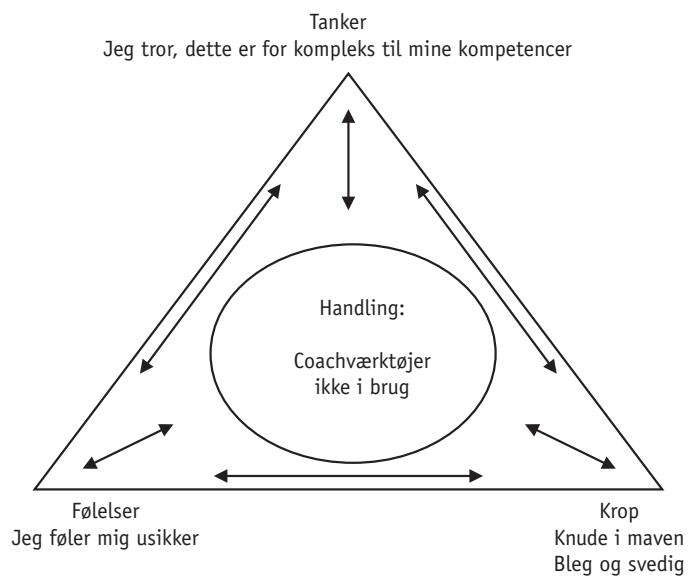 Tanker
Jeg tror, dette er for kompleks til mine kompetencer
Handling:
Coachværktøjer
ikke i brug
Følelser
Jeg føler mig usikker
Krop
Knude i maven
Bleg og svedig